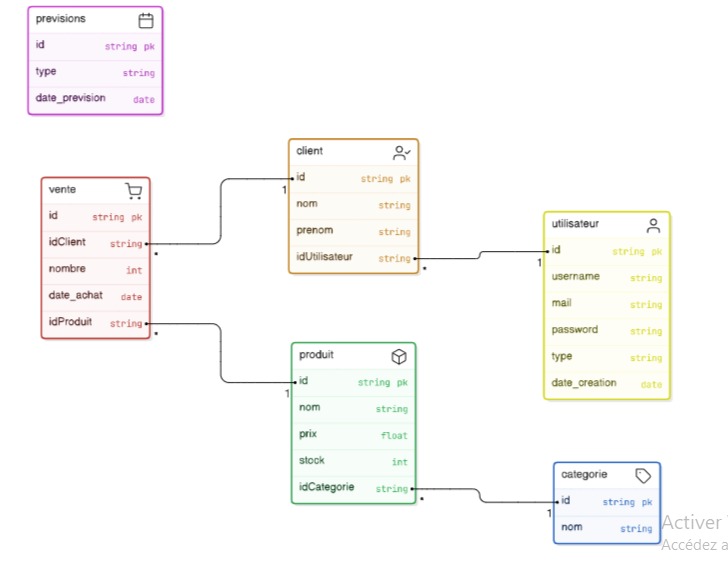 previsions
id string pk
type string
date_prevision date
client
id string pk
nom string
prenom string
idUtilisateur string
1
*
vente
id string pk
idClient string
nombre int
date_achat date
idProduit string
*
*
utilisateur
id string pk
username string
mail string
password string
type string
date_creation date
1
produit
id string pk
nom string
prix float
stock int
idCategorie string
1
*
categorie
id string pk
nom string
1
Activer
Accédez a